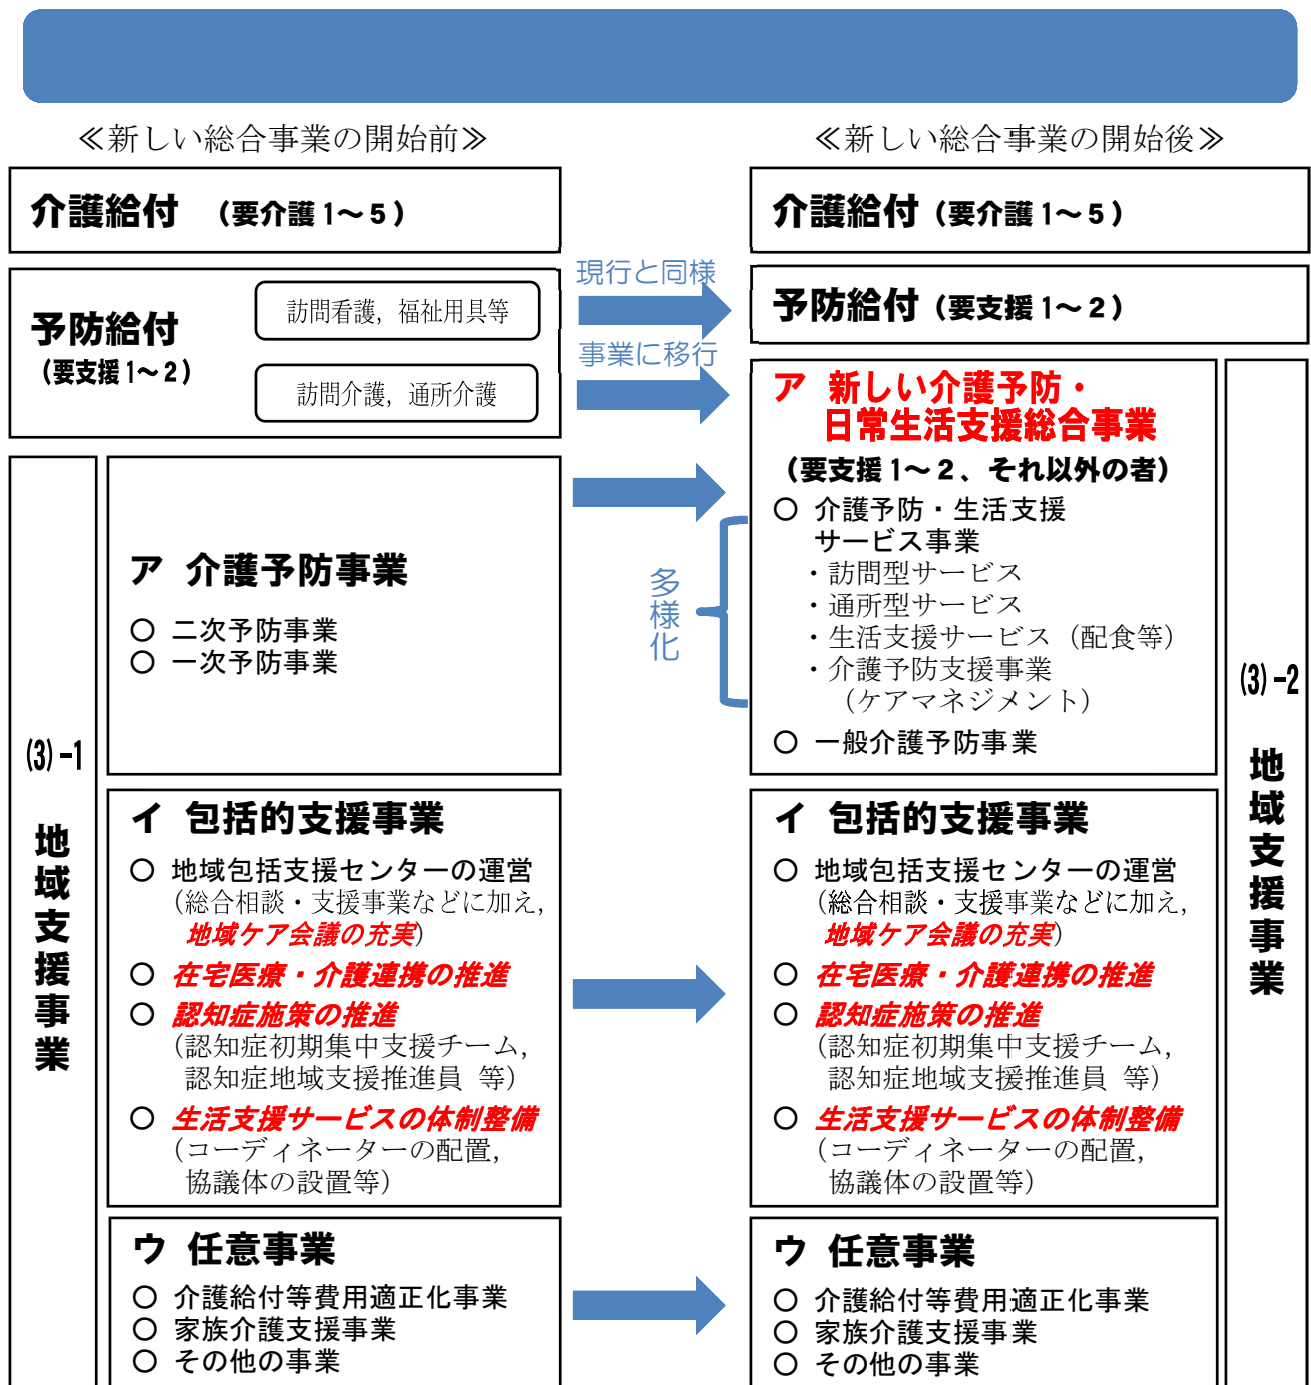 ≪新しい総合事業の開始前≫
介護給付 （要介護1～5）
予防給付
（要支援1～2）
訪問看護，福祉用具等
訪問介護，通所介護
(3)-1 地域支援事業
ア 介護予防事業
○ 二次予防事業
○ 一次予防事業
イ 包括的支援事業
○ 地域包括支援センターの運営
（総合相談・支援事業などに加え，
地域ケア会議の充実）
○ 在宅医療・介護連携の推進
○ 認知症施策の推進
（認知症初期集中支援チーム，
認知症地域支援推進員 等）
○ 生活支援サービスの体制整備
（コーディネーターの配置，
協議体の設置等）
ウ 任意事業
○ 介護給付等費用適正化事業
○ 家族介護支援事業
○ その他の事業
現行と同様
事業に移行
多様化
≪新しい総合事業の開始後≫
介護給付（要介護1～5）
予防給付（要支援1～2）
ア 新しい介護予防・
日常生活支援総合事業
（要支援1～2、それ以外の者）
○ 介護予防・生活支援
サービス事業
・訪問型サービス
・通所型サービス
・生活支援サービス（配食等）
・介護予防支援事業
（ケアマネジメント）
○ 一般介護予防事業
イ 包括的支援事業
○ 地域包括支援センターの運営
（総合相談・支援事業などに加え，
地域ケア会議の充実）
○ 在宅医療・介護連携の推進
○ 認知症施策の推進
（認知症初期集中支援チーム，
認知症地域支援推進員 等）
○ 生活支援サービスの体制整備
（コーディネーターの配置，
協議体の設置等）
ウ 任意事業
○ 介護給付等費用適正化事業
○ 家族介護支援事業
○ その他の事業
(3)-2 地域支援事業